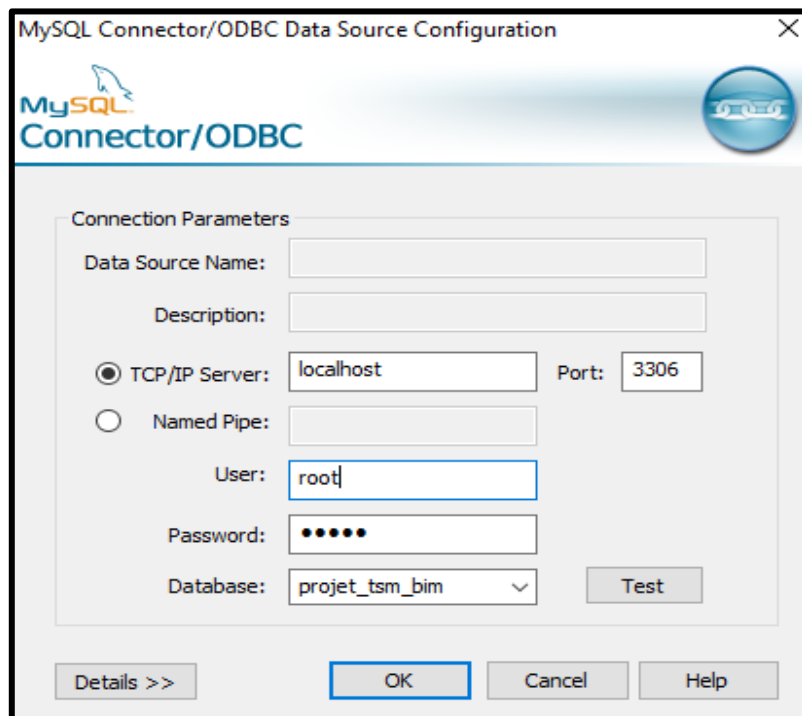 MySQL Connector/ODBC Data Source Configuration
MySQL
Connector/ODBC
Connection Parameters
Data Source Name:
Description:
TCP/IP Server: localhost Port: 3306
Named Pipe:
User: root
Password: •••••
Database: projet_tsm_bim Test
Details >> OK Cancel Help